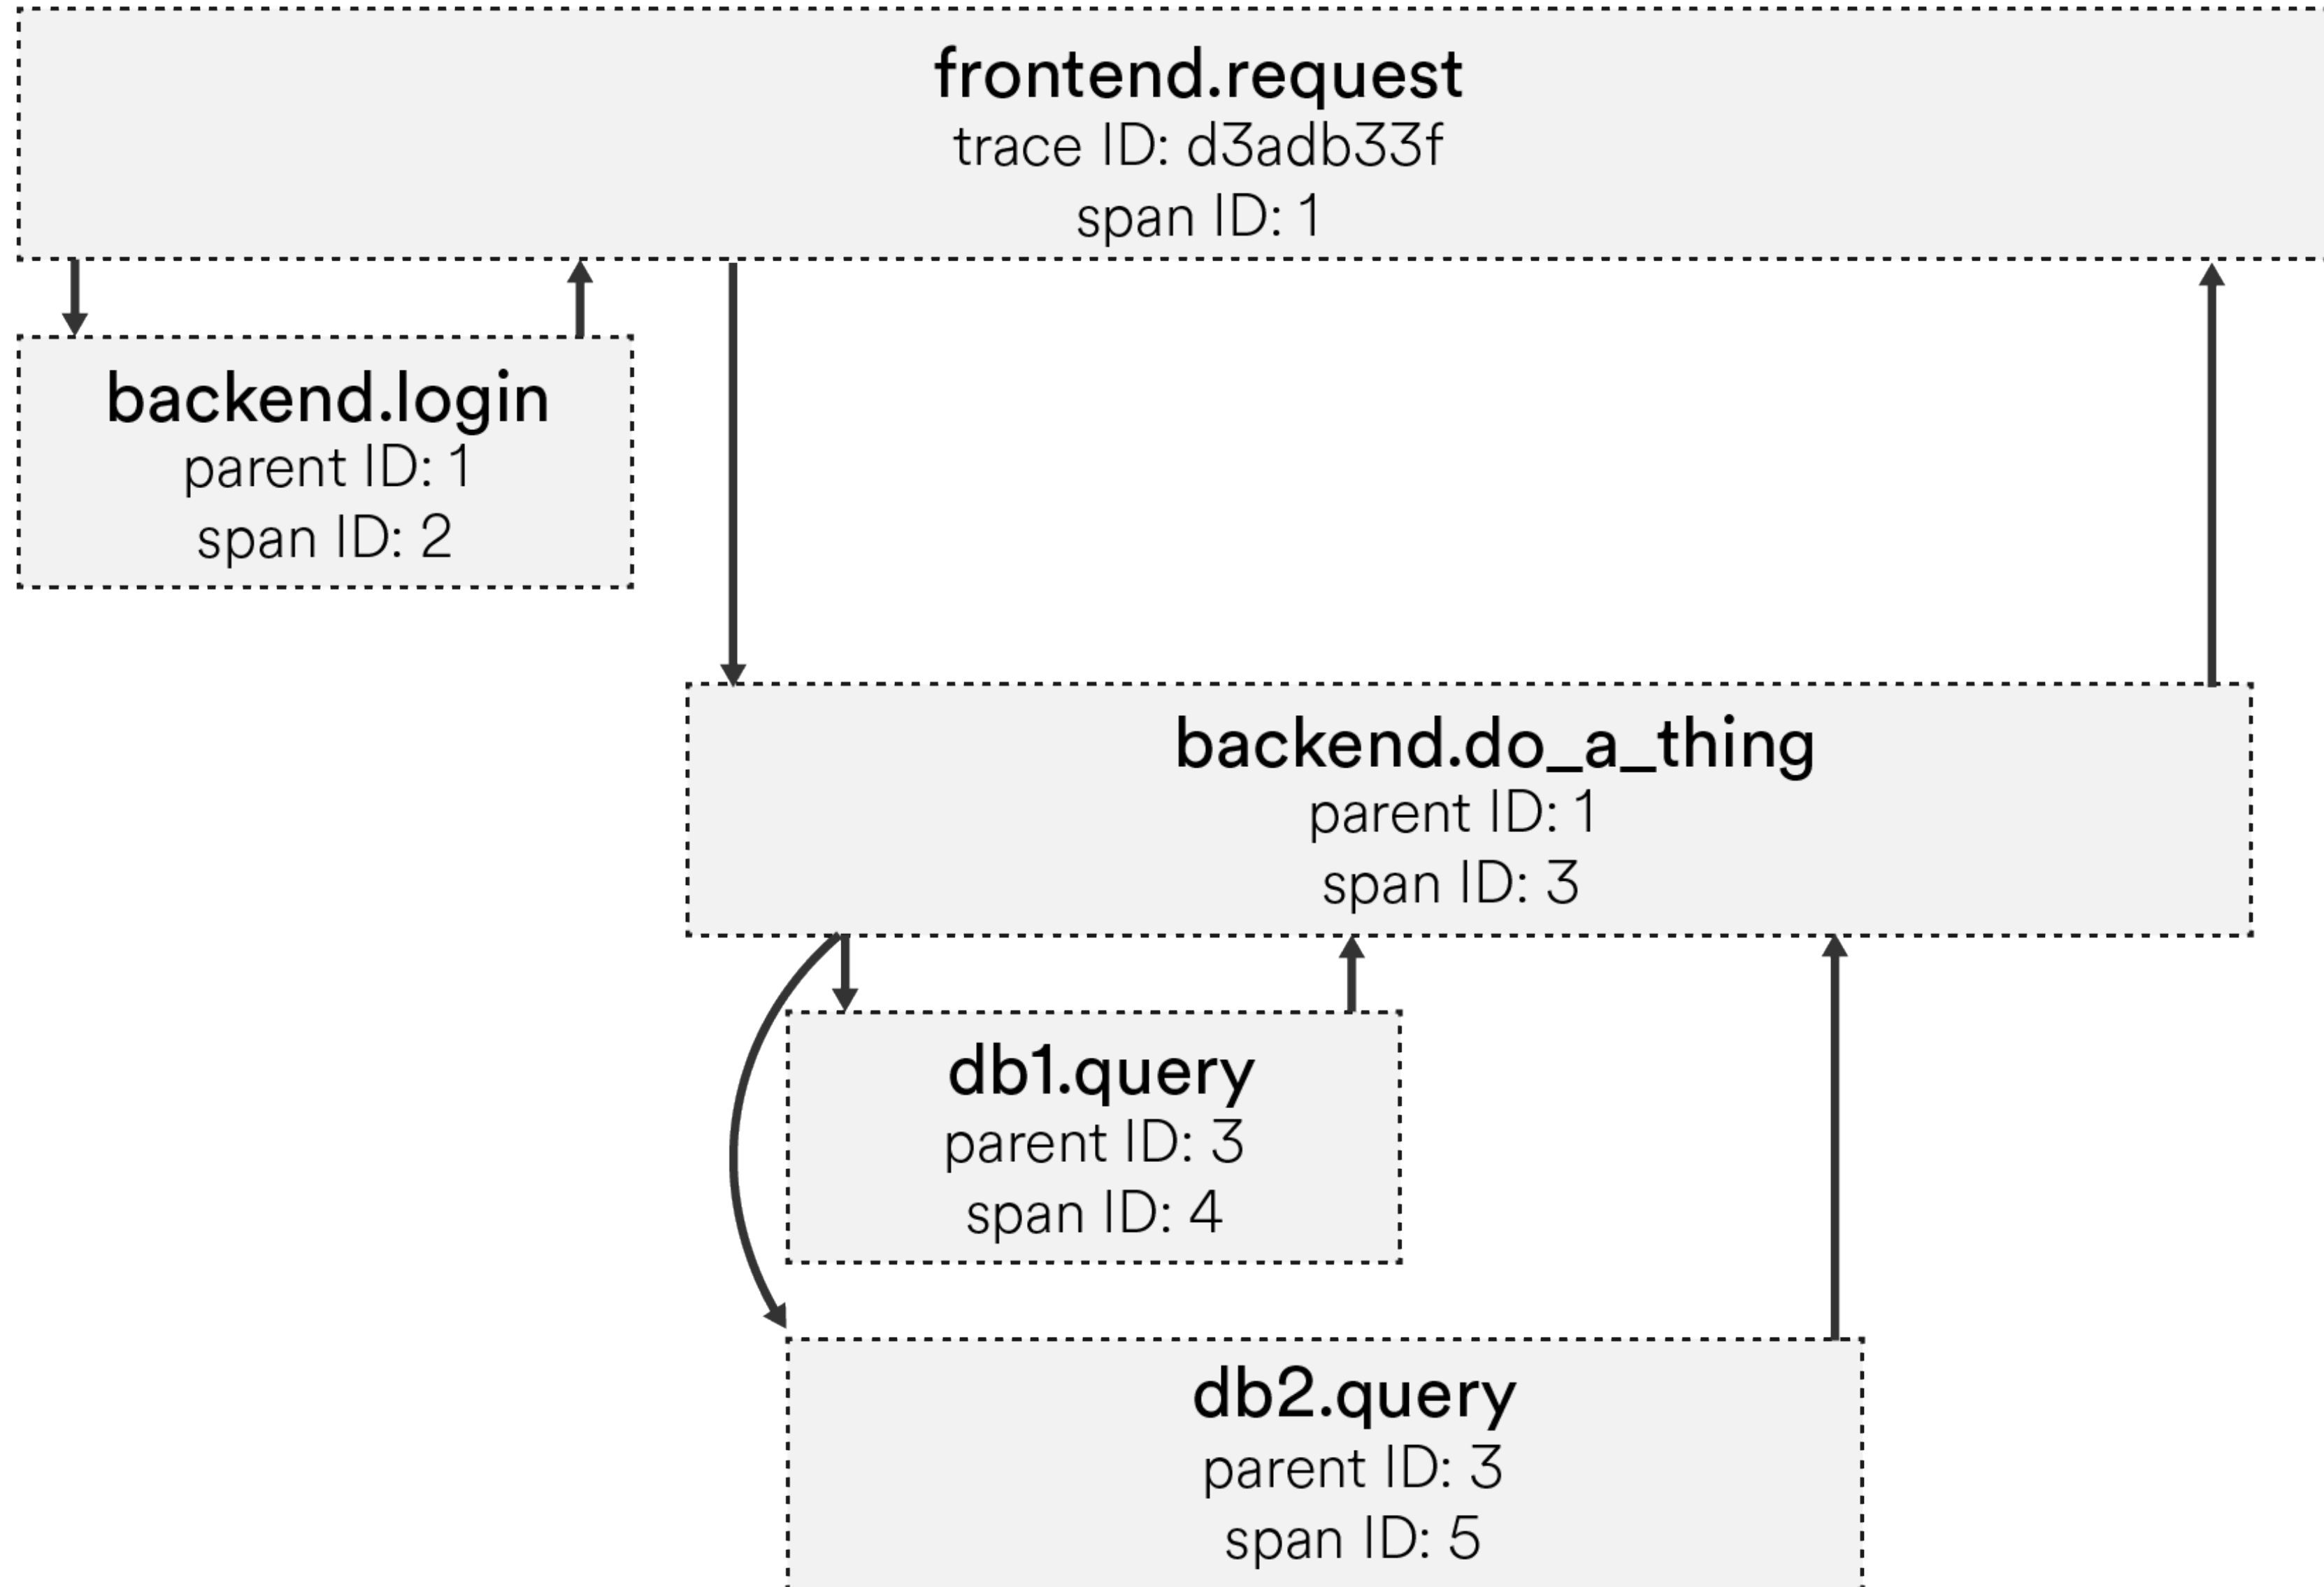 frontend.request
trace ID: d3adb33f
span ID: 1
backend.login
parent ID: 1
span ID: 2
backend.do_a_thing
parent ID: 1
span ID: 3
db1.query
parent ID: 3
span ID: 4
db2.query
parent ID: 3
span ID: 5